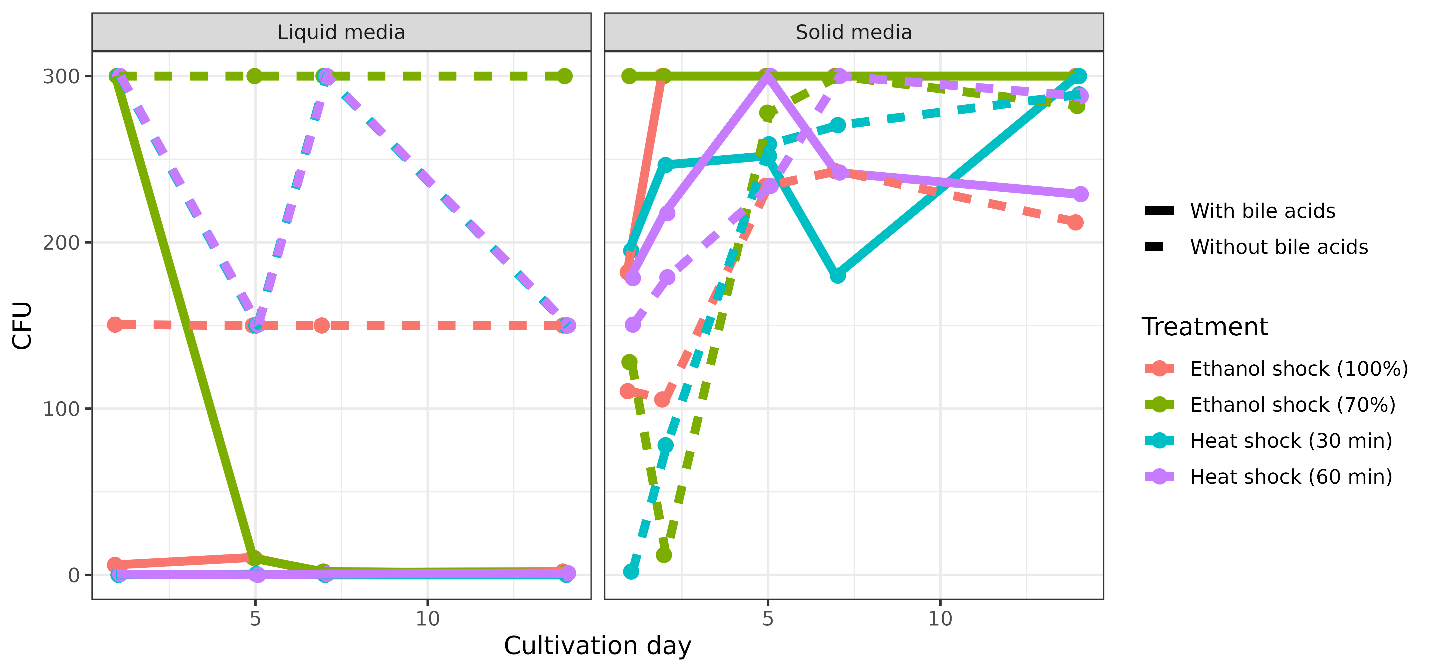 Liquid media
Solid media
CFU
300
200
100
0
5
10
5
10
Cultivation day
With bile acids
Without bile acids
Treatment
Ethanol shock (100%)
Ethanol shock (70%)
Heat shock (30 min)
Heat shock (60 min)